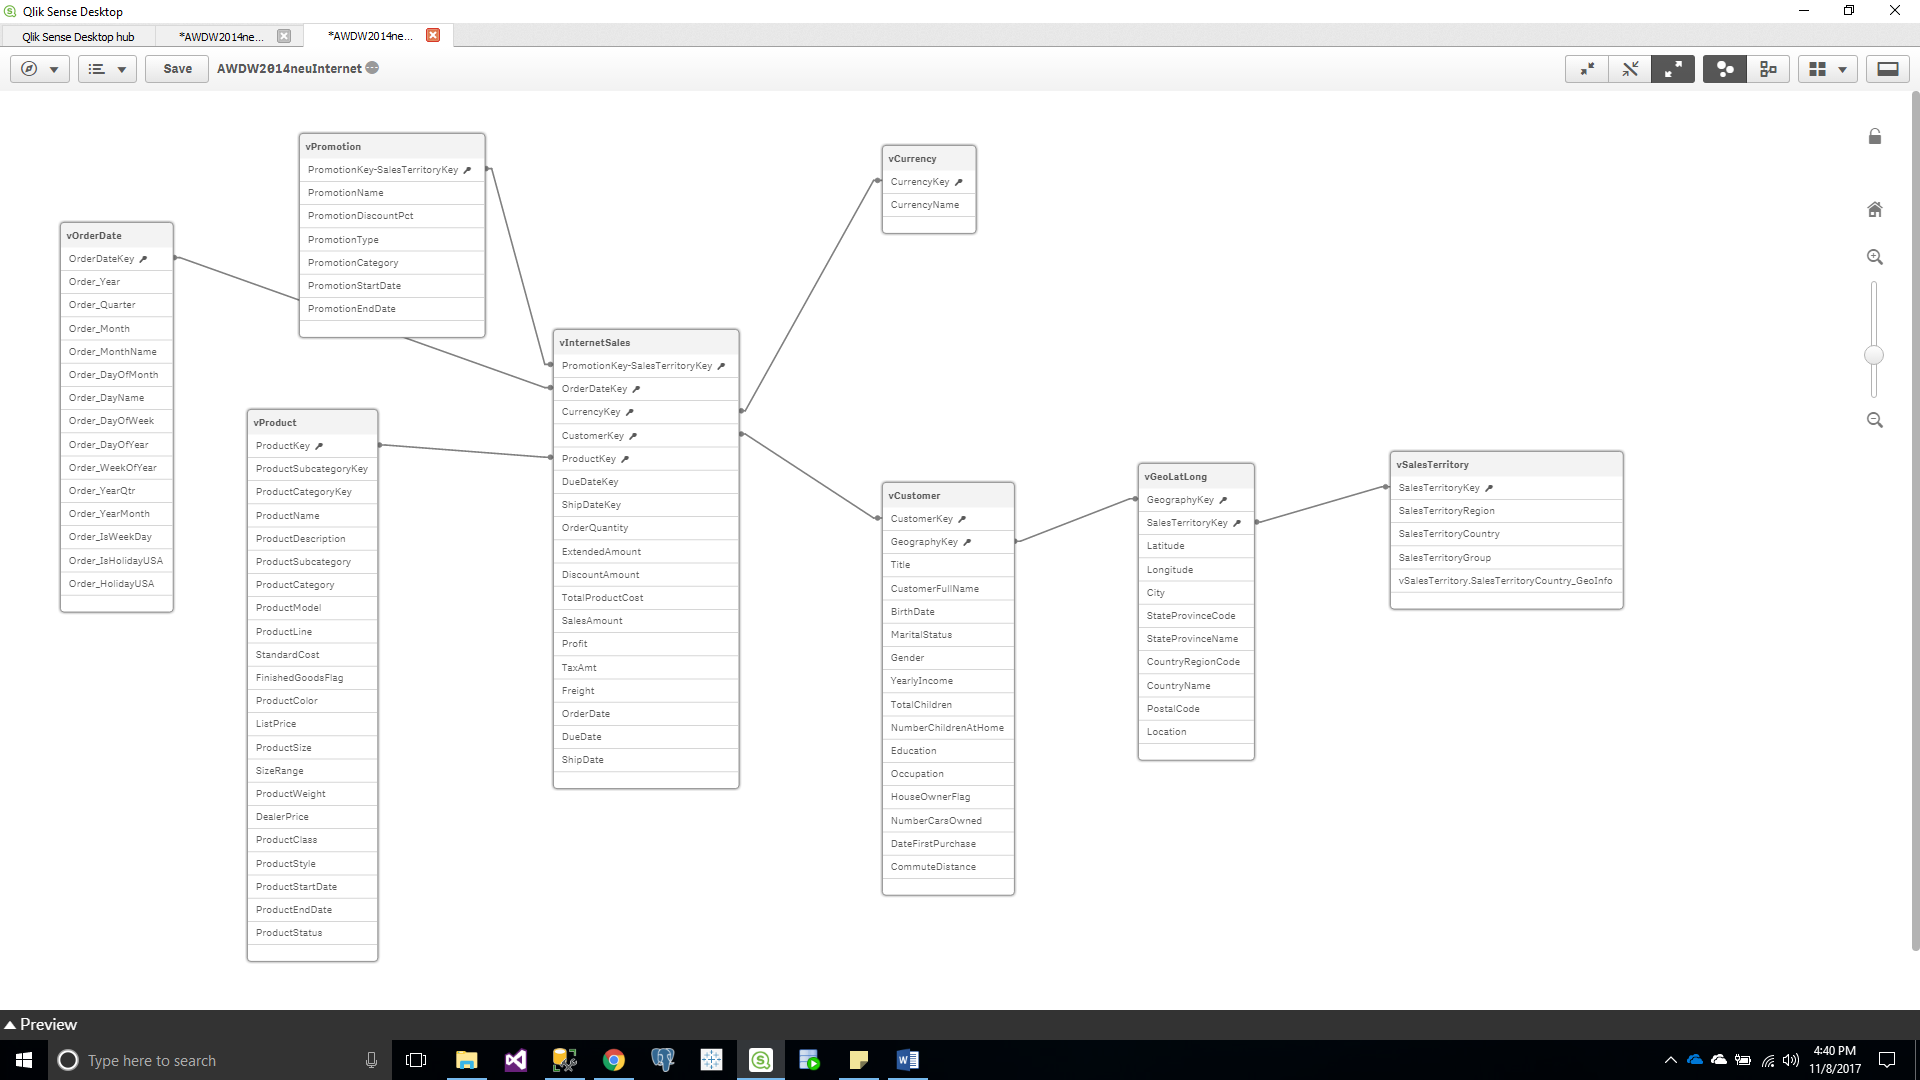 Qlik Sense Desktop
Qlik Sense Desktop hub
*AWDW2014ne...
*AWDW2014ne...
Save
AWDW2014neuInternet
vPromotion
PromotionKey-SalesTerritoryKey
PromotionName
PromotionDiscountPct
PromotionType
PromotionCategory
PromotionStartDate
PromotionEndDate
vCurrency
CurrencyKey
CurrencyName
vOrderDate
OrderDateKey
Order_Year
Order_Quarter
Order_Month
Order_MonthName
Order_DayOfMonth
Order_DayName
Order_DayOfWeek
Order_DayOfYear
Order_WeekOfYear
Order_YearQtr
Order_YearMonth
Order_IsWeekDay
Order_IsHolidayUSA
Order_HolidayUSA
vInternetSales
PromotionKey-SalesTerritoryKey
OrderDateKey
CurrencyKey
CustomerKey
ProductKey
DueDateKey
ShipDateKey
OrderQuantity
ExtendedAmount
DiscountAmount
TotalProductCost
SalesAmount
Profit
TaxAmt
Freight
OrderDate
DueDate
ShipDate
vProduct
ProductKey
ProductSubcategoryKey
ProductCategoryKey
ProductName
ProductDescription
ProductSubcategory
ProductCategory
ProductModel
ProductLine
StandardCost
FinishedGoodsFlag
ProductColor
ListPrice
ProductSize
SizeRange
ProductWeight
DealerPrice
ProductClass
ProductStyle
ProductStartDate
ProductEndDate
ProductStatus
vCustomer
CustomerKey
GeographyKey
Title
CustomerFullName
BirthDate
MaritalStatus
Gender
YearlyIncome
TotalChildren
NumberChildrenAtHome
Education
Occupation
HouseOwnerFlag
NumberCarsOwned
DateFirstPurchase
CommuteDistance
vGeoLatLong
GeographyKey
SalesTerritoryKey
Latitude
Longitude
City
StateProvinceCode
StateProvinceName
CountryRegionCode
CountryName
PostalCode
Location
vSalesTerritory
SalesTerritoryKey
SalesTerritoryRegion
SalesTerritoryCountry
SalesTerritoryGroup
vSalesTerritory.SalesTerritoryCountry_GeoInfo
Preview
Type here to search
4:40 PM
11/8/2017